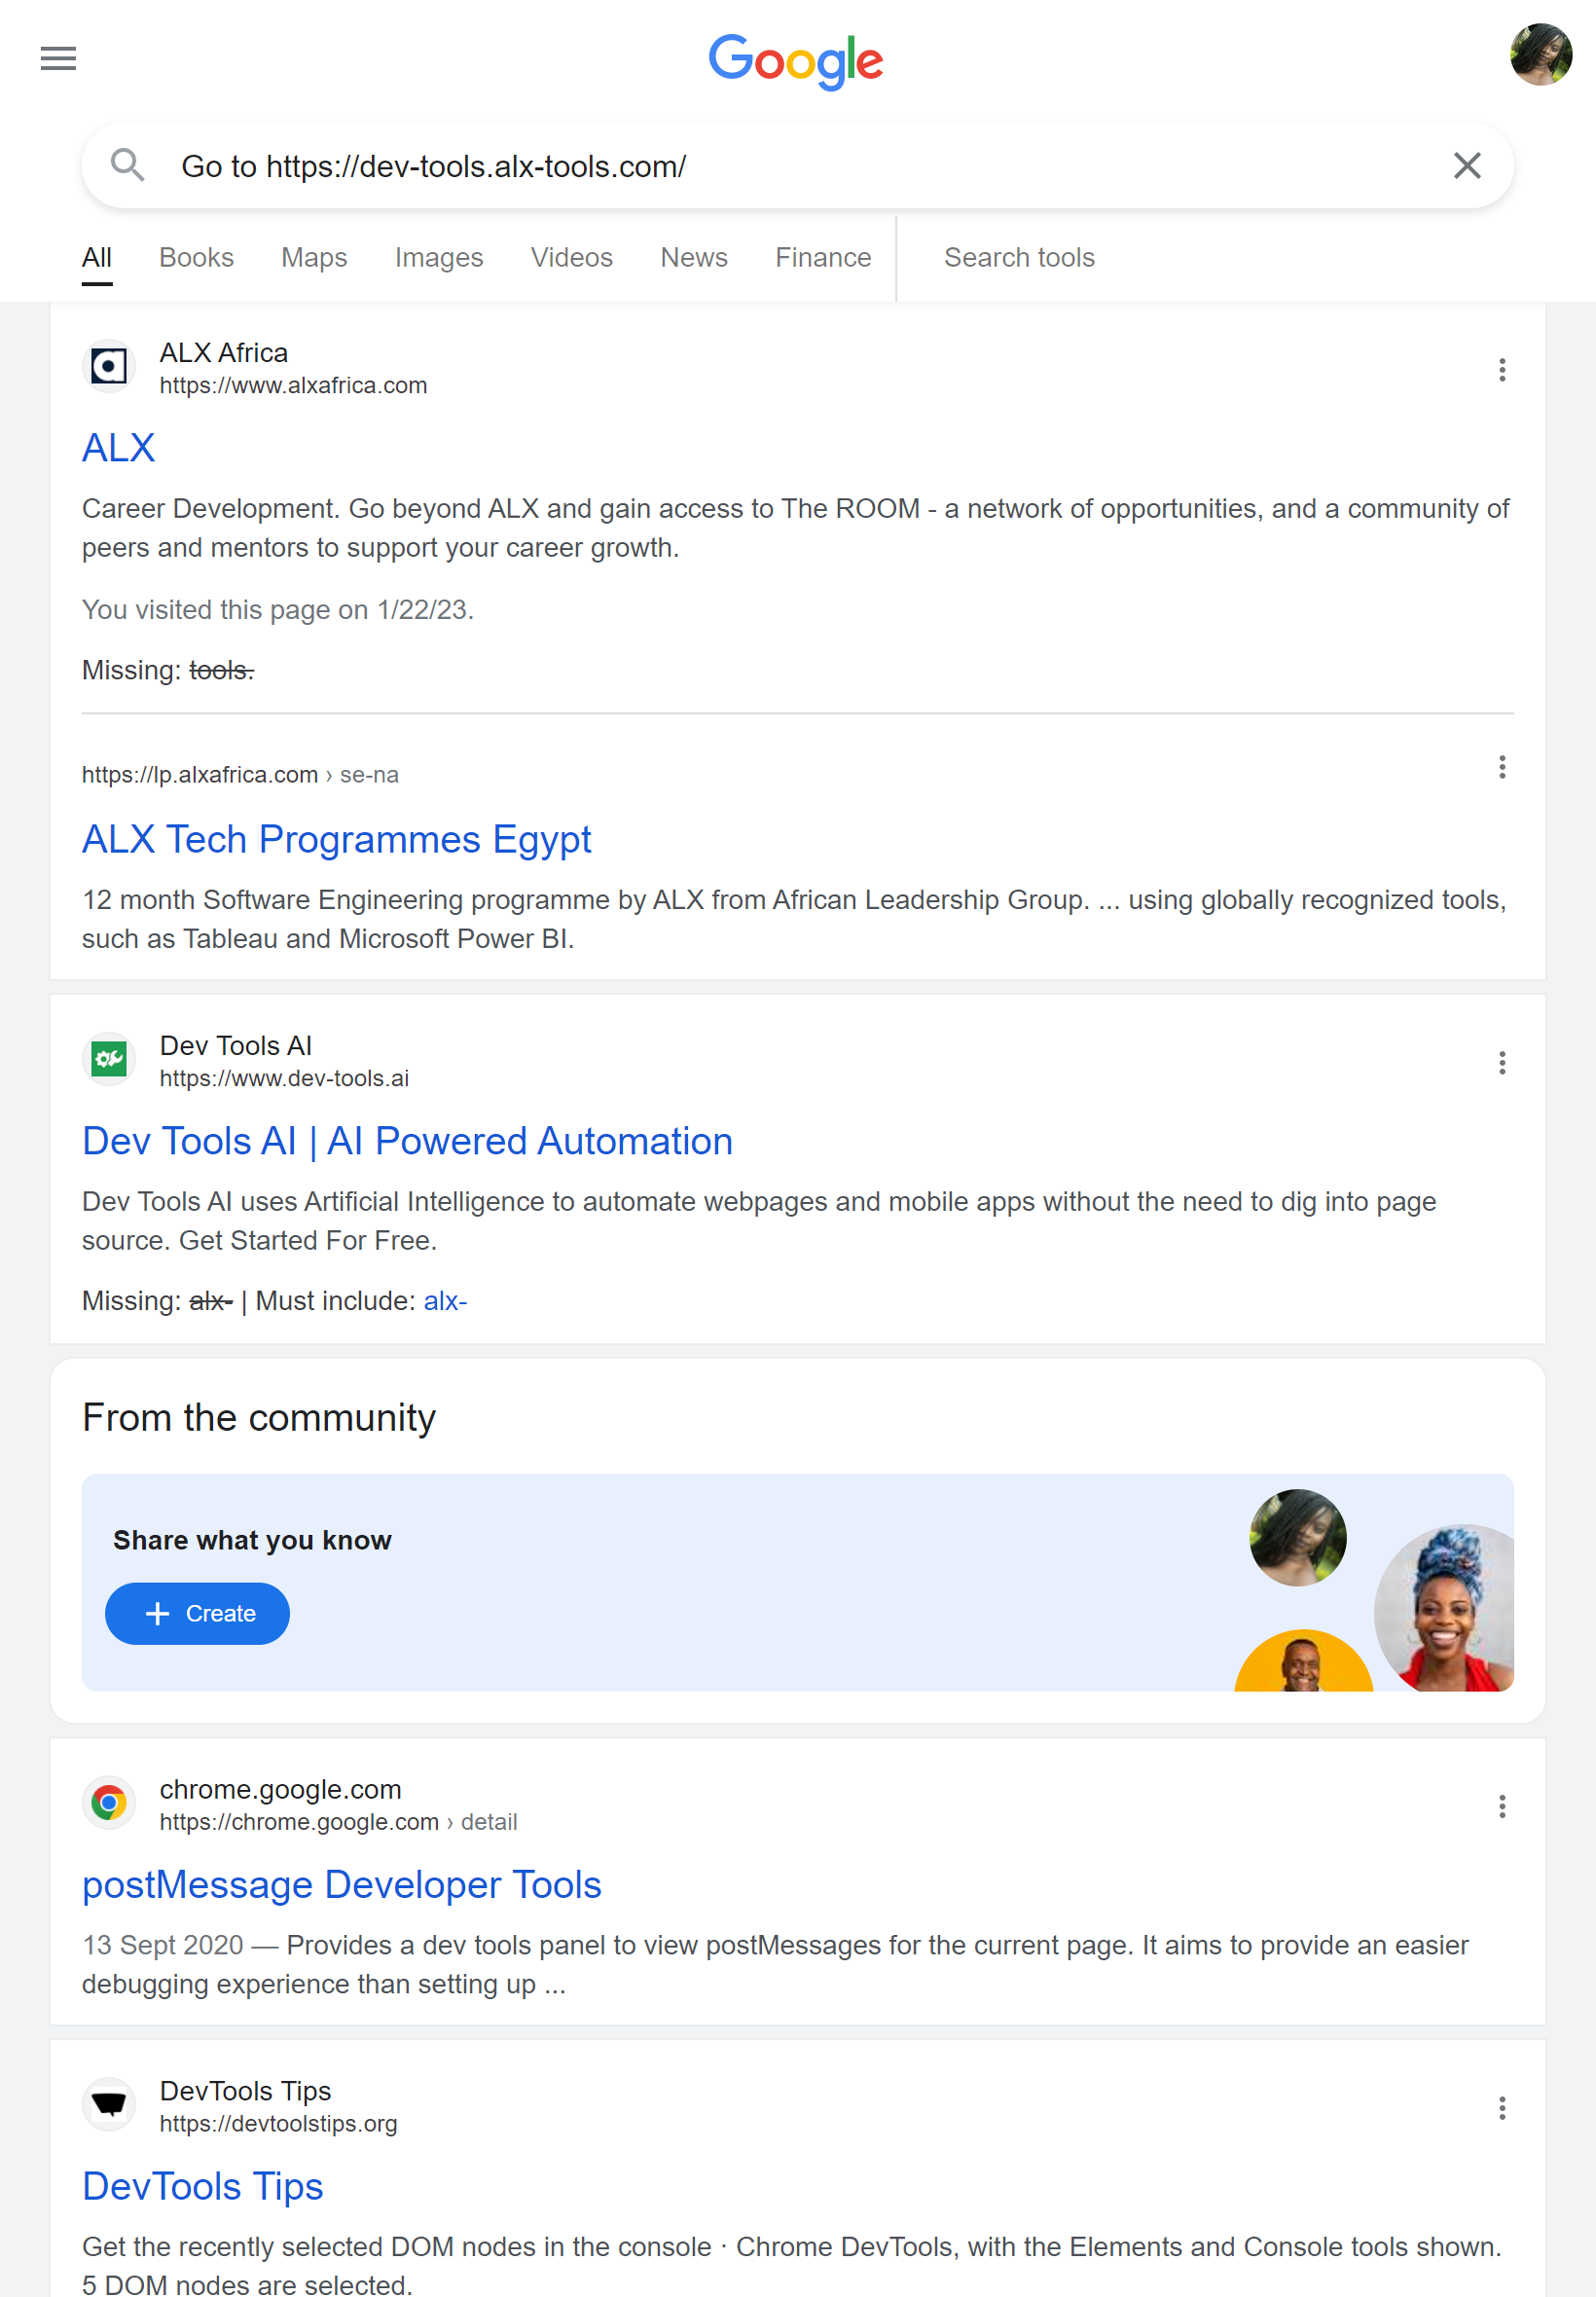 Google
Go to https://dev-tools.alx-tools.com/
All Books Maps Images Videos News Finance Search tools
ALX Africa
https://www.alxafrica.com
ALX
Career Development. Go beyond ALX and gain access to The ROOM - a network of opportunities, and a community of
peers and mentors to support your career growth.
You visited this page on 1/22/23.
Missing: tools.
https://lp.alxafrica.com › se-na
ALX Tech Programmes Egypt
12 month Software Engineering programme by ALX from African Leadership Group. ... using globally recognized tools,
such as Tableau and Microsoft Power BI.
Dev Tools AI
https://www.dev-tools.ai
Dev Tools AI | AI Powered Automation
Dev Tools AI uses Artificial Intelligence to automate webpages and mobile apps without the need to dig into page
source. Get Started For Free.
Missing: alx- | Must include: alx-
From the community
Share what you know
Create
chrome.google.com
https://chrome.google.com › detail
postMessage Developer Tools
13 Sept 2020 — Provides a dev tools panel to view postMessages for the current page. It aims to provide an easier
debugging experience than setting up ...
DevTools Tips
https://devtoolstips.org
DevTools Tips
Get the recently selected DOM nodes in the console · Chrome DevTools, with the Elements and Console tools shown.
5 DOM nodes are selected.